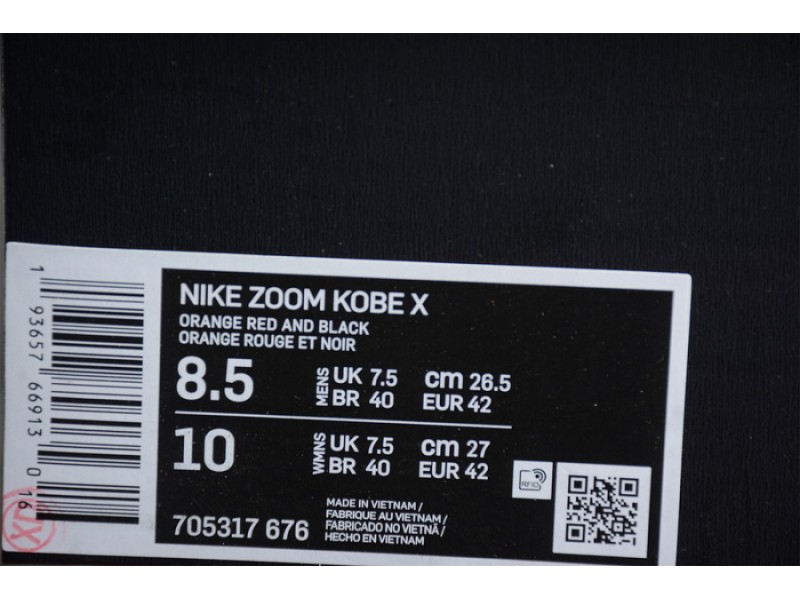 NIKE ZOOM KOBE X
ORANGE RED AND BLACK
ORANGE ROUGE ET NOIR
8.5 MENS UK 7.5 cm 26.5
BR 40 EUR 42
10 WMNS UK 7.5 cm 27
BR 40 EUR 42
705317 676
MADE IN VIETNAM /
FABRIQUE AU VIETNAM /
FABRICADO NO VIETNÃ /
HECHO EN VIETNAM
RFID
1 93657 66913 0 16